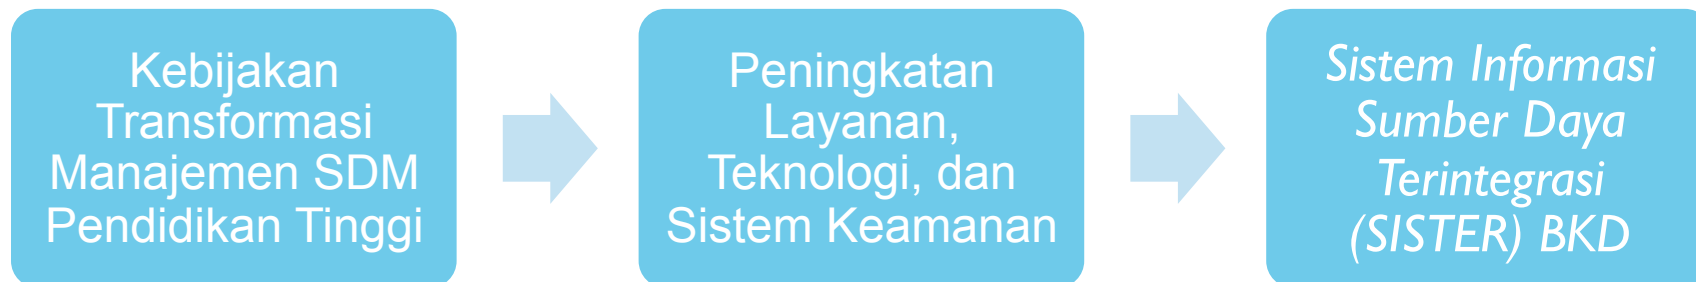 Kebijakan
Transformasi
Manajemen SDM
Pendidikan Tinggi
Peningkatan
Layanan,
Teknologi, dan
Sistem Keamanan
Sistem Informasi
Sumber Daya
Terintegrasi
(SISTER) BKD